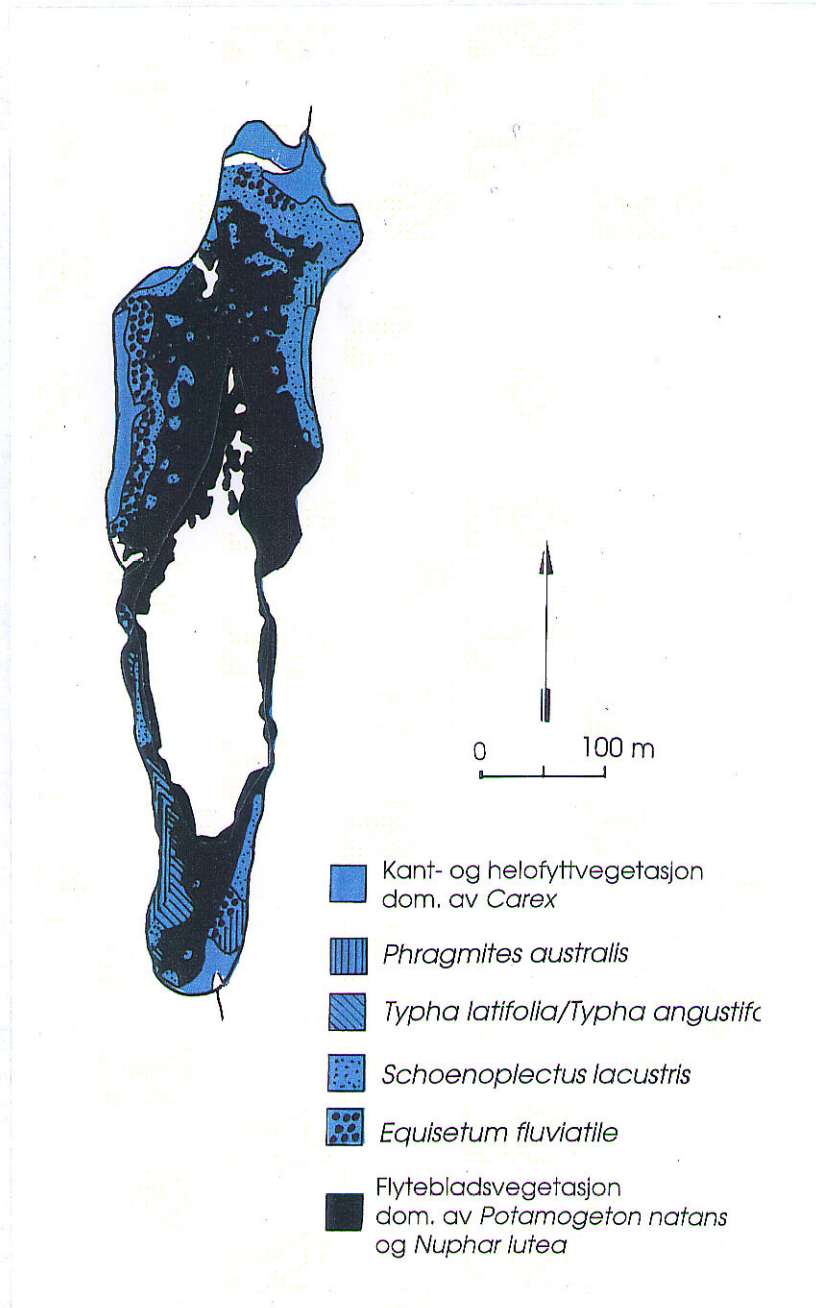 0 100 m
Kant- og helofyttvegetasjon
dom. av Carex
Phragmites australis
Typha latifolia/Typha angustifo
Schoenoplectus lacustris
Equisetum fluviatile
Flytebladsvegetasjon
dom. av Potamogeton natans
og Nuphar lutea